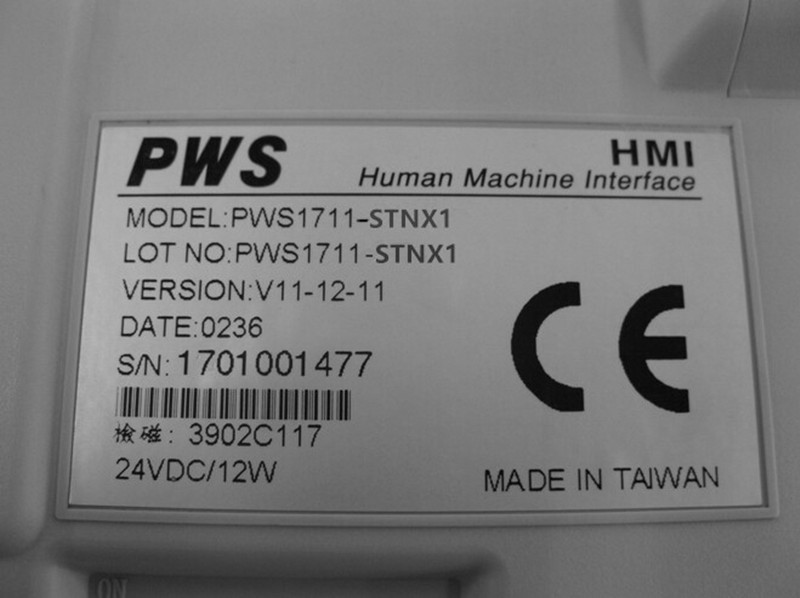 PWS
HMI
Human Machine Interface
MODEL:PWS1711-STNX1
LOT NO:PWS1711-STNX1
VERSION:V11-12-11
DATE:0236
S/N:1701001477
檢磁: 3902C117
24VDC/12W
CE
MADE IN TAIWAN
ON